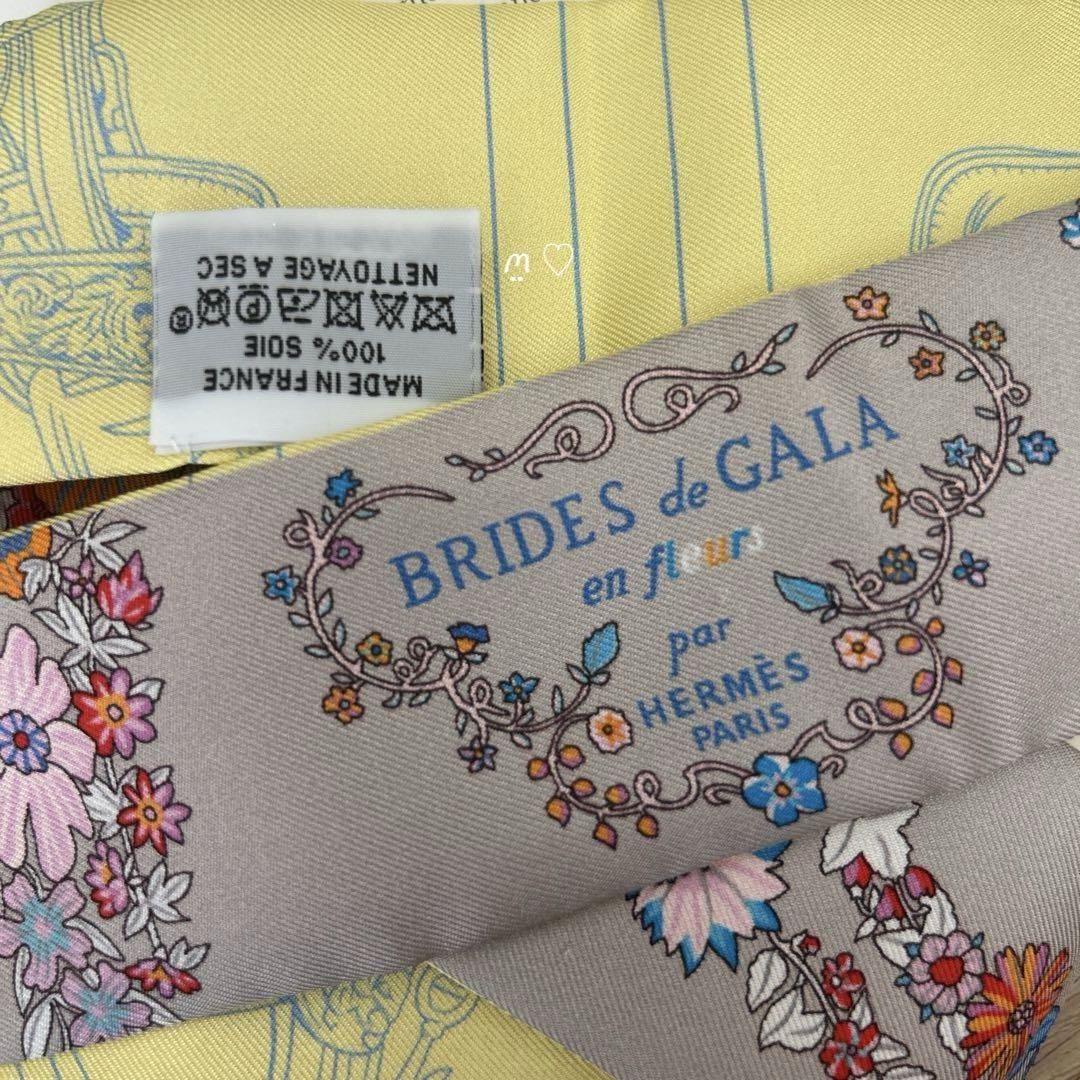 MADE IN FRANCE
100% SOIE
NETTOYAGE A SEC
BRIDES de GALA
en fleurs
par
HERMÈS
PARIS